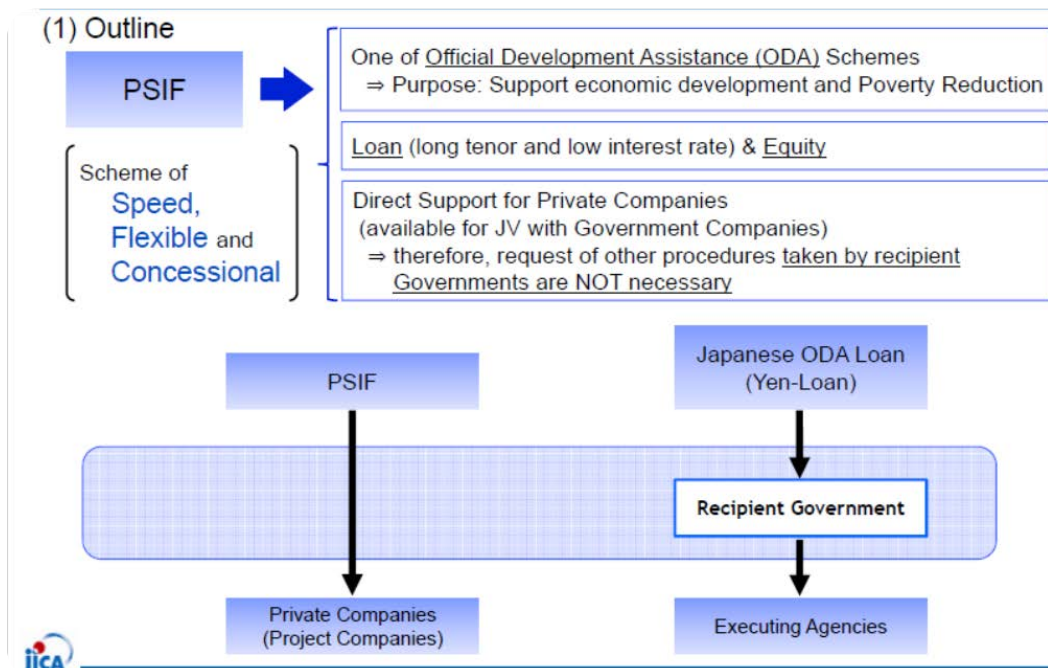 (1) Outline
PSIF
Scheme of
Speed,
Flexible and
Concessional
One of Official Development Assistance (ODA) Schemes
⇒ Purpose: Support economic development and Poverty Reduction
Loan (long tenor and low interest rate) & Equity
Direct Support for Private Companies
(available for JV with Government Companies)
⇒ therefore, request of other procedures taken by recipient
Governments are NOT necessary
PSIF
Japanese ODA Loan
(Yen-Loan)
Recipient Government
Private Companies
(Project Companies)
Executing Agencies
jICA